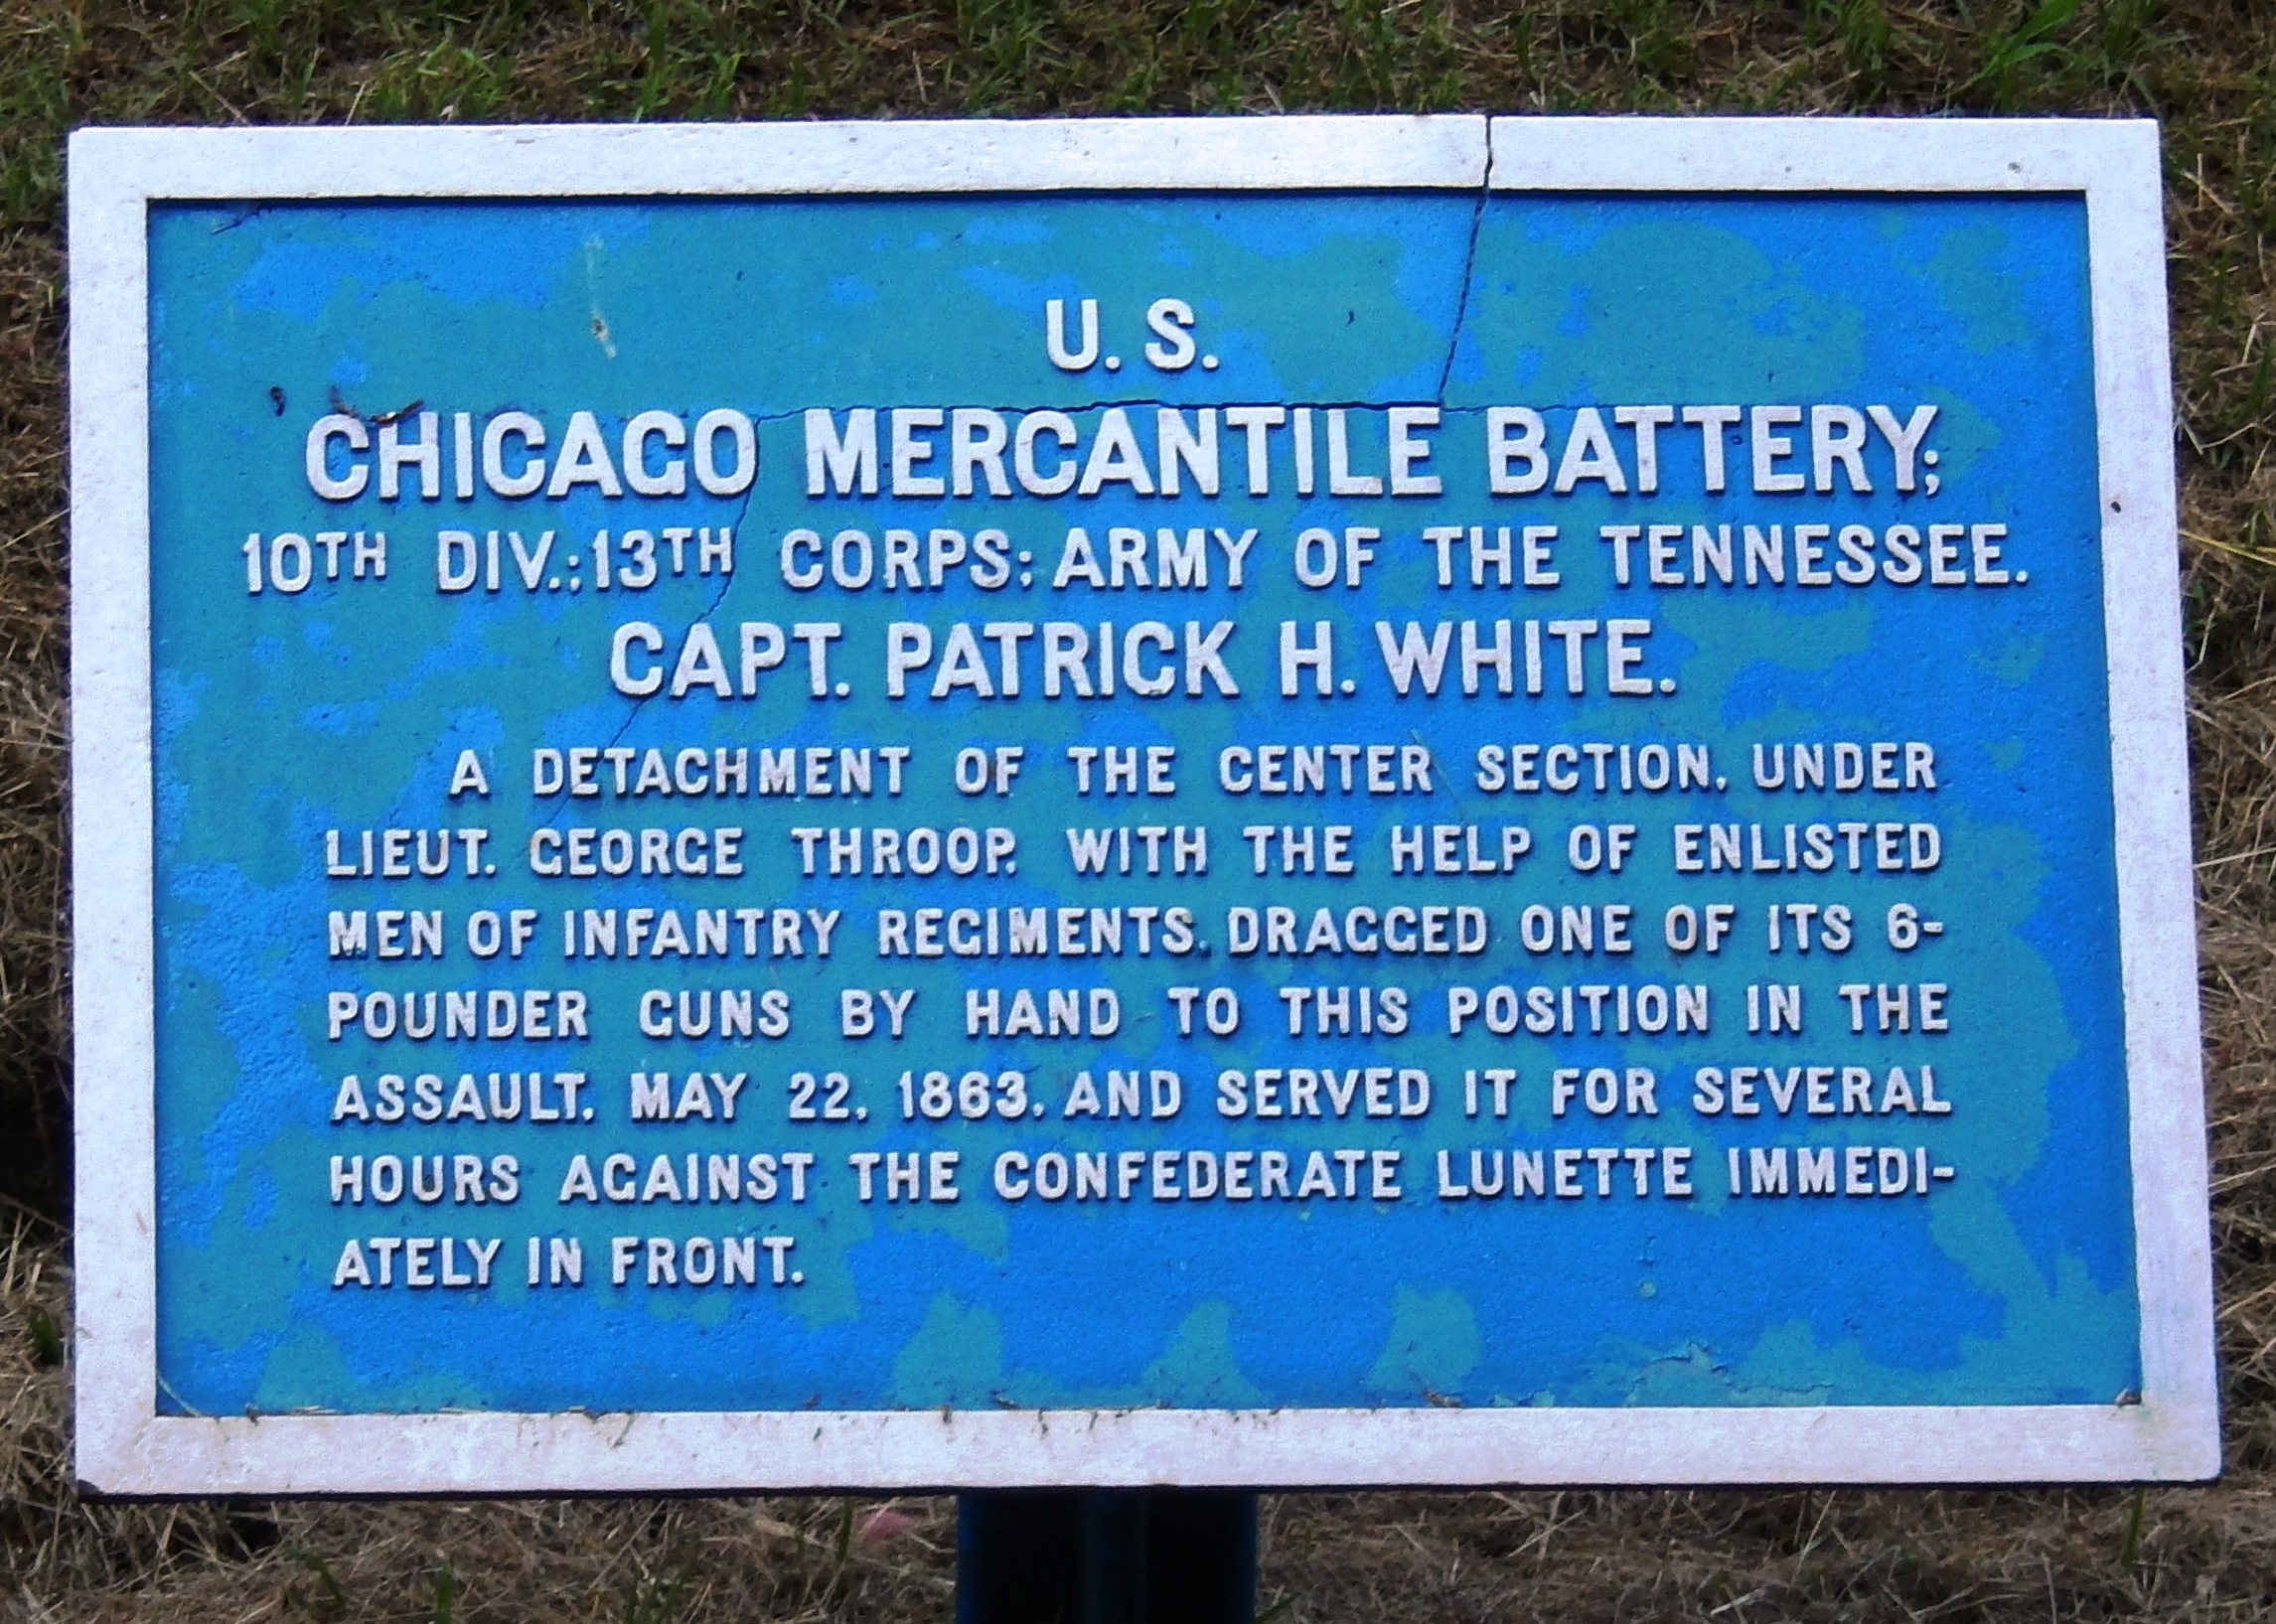 U. S.
CHICAGO MERCANTILE BATTERY;
10TH DIV.; 13TH CORPS; ARMY OF THE TENNESSEE.
CAPT. PATRICK H. WHITE.
A DETACHMENT OF THE CENTER SECTION, UNDER
LIEUT. GEORGE THROOP, WITH THE HELP OF ENLISTED
MEN OF INFANTRY REGIMENTS, DRAGGED ONE OF ITS 6-
POUNDER GUNS BY HAND TO THIS POSITION IN THE
ASSAULT, MAY 22, 1863, AND SERVED IT FOR SEVERAL
HOURS AGAINST THE CONFEDERATE LUNETTE IMMEDI-
ATELY IN FRONT.